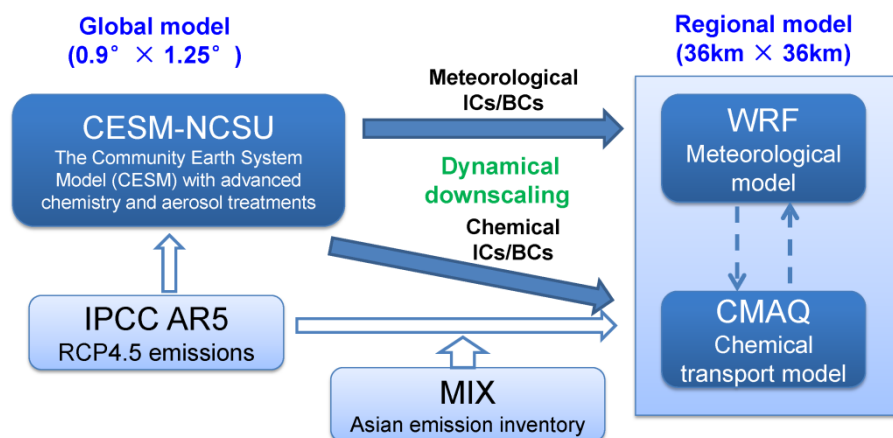 Global model
(0.9° × 1.25°)
Regional model
(36km × 36km)
Meteorological
ICs/BCs
CESM-NCSU
The Community Earth System
Model (CESM) with advanced
chemistry and aerosol treatments
WRF
Meteorological
model
Dynamical
downscaling
Chemical
ICs/BCs
IPCC AR5
RCP4.5 emissions
CMAQ
Chemical
transport model
MIX
Asian emission inventory